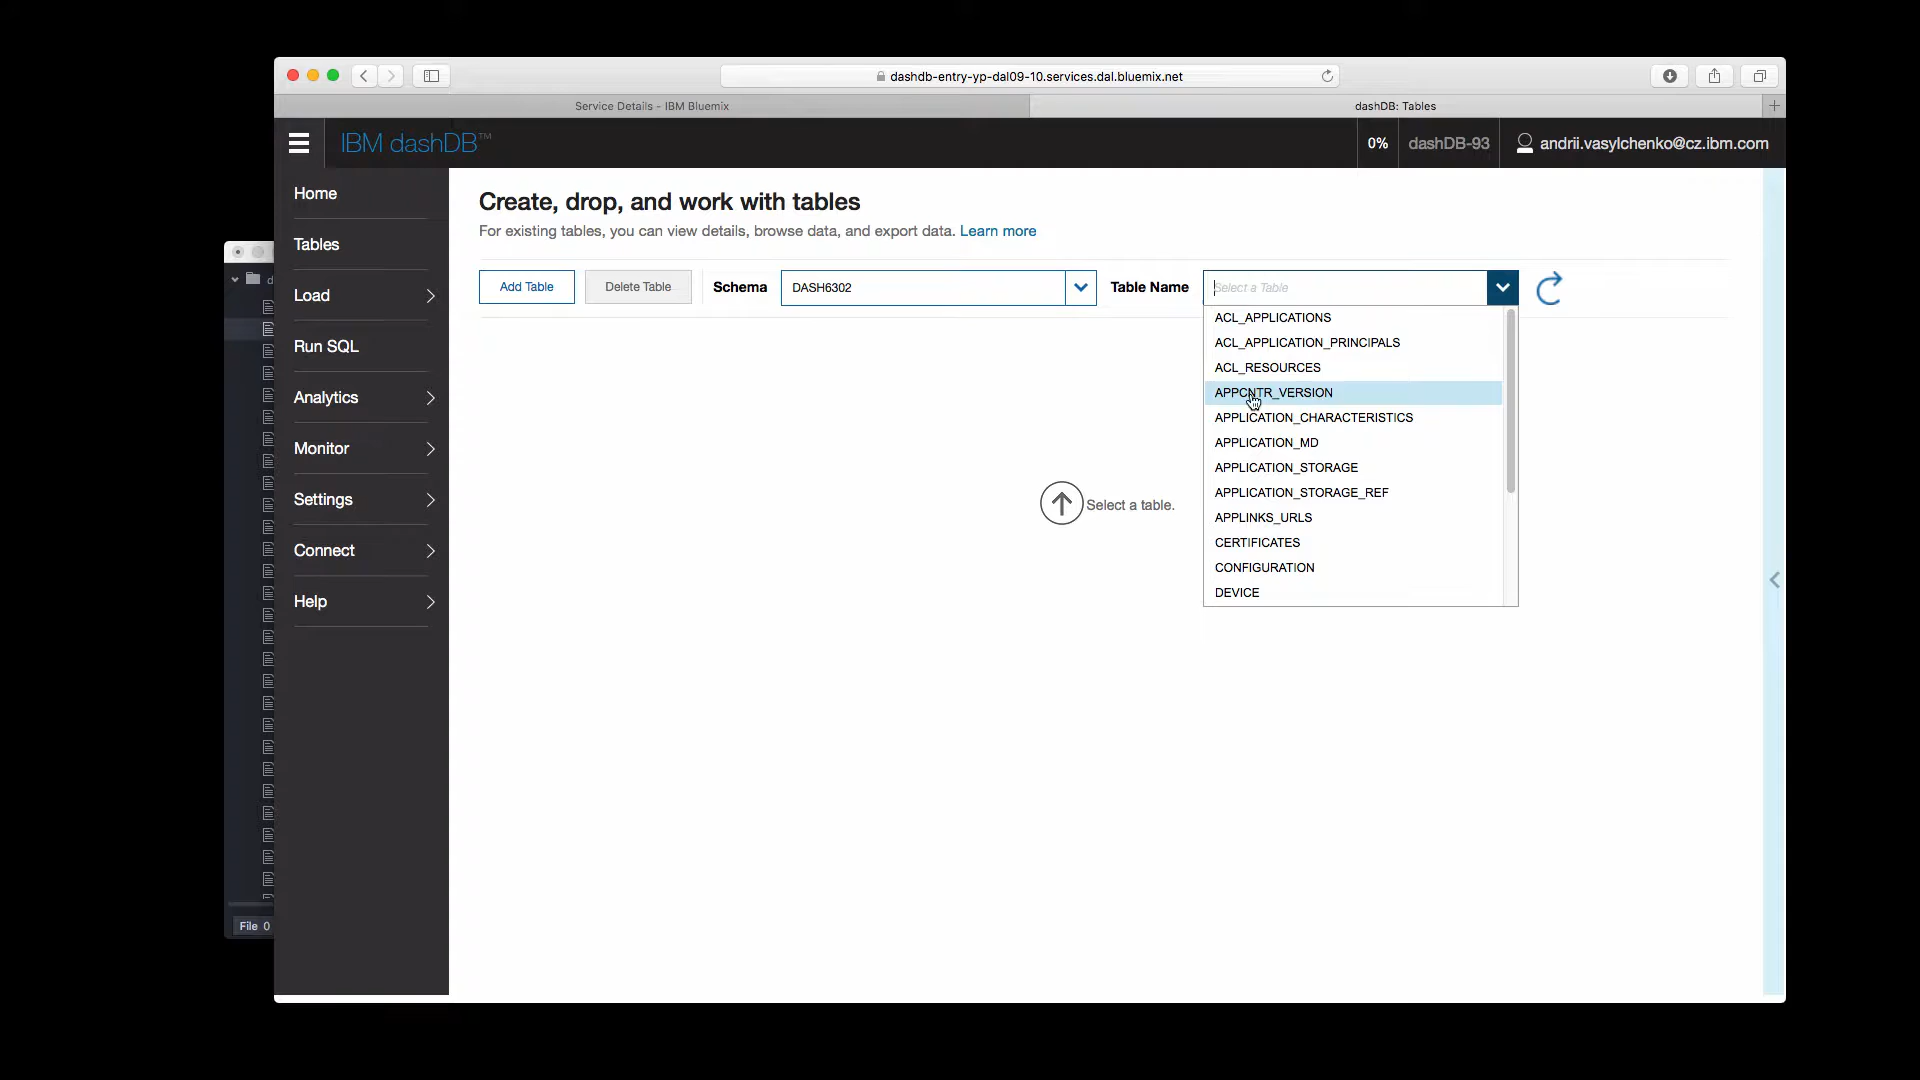 dashdb-entry-yp-dal09-10.services.dal.bluemix.net
Service Details - IBM Bluemix
dashDB: Tables
IBM dashDB™
0%
dashDB-93
andrii.vasylchenko@cz.ibm.com
Home
Tables
Load
Run SQL
Analytics
Monitor
Settings
Connect
Help
Create, drop, and work with tables
For existing tables, you can view details, browse data, and export data. Learn more
Add Table
Delete Table
Schema
DASH6302
Table Name
Select a Table
ACL_APPLICATIONS
ACL_APPLICATION_PRINCIPALS
ACL_RESOURCES
APPCNTR_VERSION
APPLICATION_CHARACTERISTICS
APPLICATION_MD
APPLICATION_STORAGE
APPLICATION_STORAGE_REF
APPLINKS_URLS
CERTIFICATES
CONFIGURATION
DEVICE
Select a table.
d
File 0